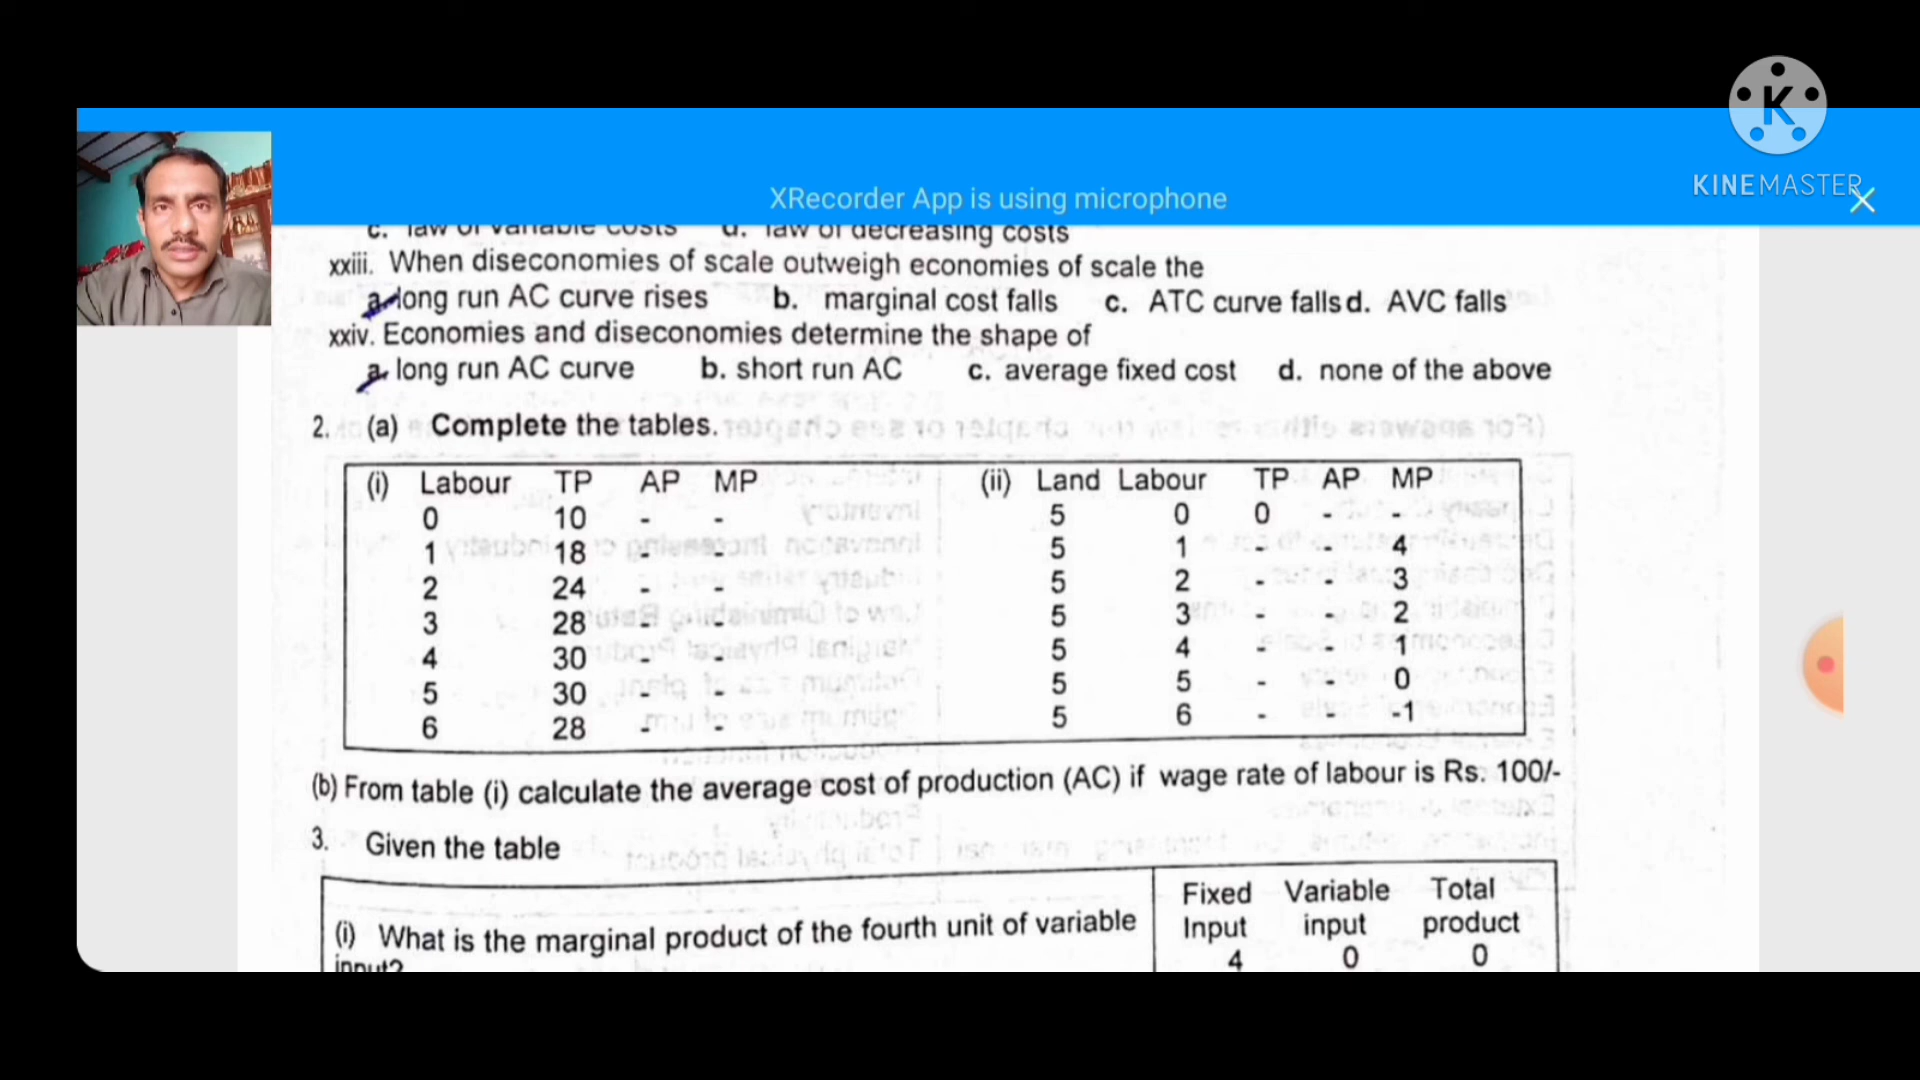 K
KINEMASTER
XRecorder App is using microphone
c. law of variable costs d. law of decreasing costs
xxiii. When diseconomies of scale outweigh economies of scale the
a. long run AC curve rises b. marginal cost falls c. ATC curve falls d. AVC falls
xxiv. Economies and diseconomies determine the shape of
a. long run AC curve b. short run AC c. average fixed cost d. none of the above
2. (a) Complete the tables.
(i) Labour TP AP MP
0 10 - -
1 18 - -
2 24 - -
3 28 - -
4 30 - -
5 30 - -
6 28 - -
(ii) Land Labour TP AP MP
5 0 0 - -
5 1 - - 4
5 2 - - 3
5 3 - - 2
5 4 - - 1
5 5 - - 0
5 6 - - -1
(b) From table (i) calculate the average cost of production (AC) if wage rate of labour is Rs. 100/-
3. Given the table
(i) What is the marginal product of the fourth unit of variable
input?
Fixed Variable Total
Input input product
4 0 0